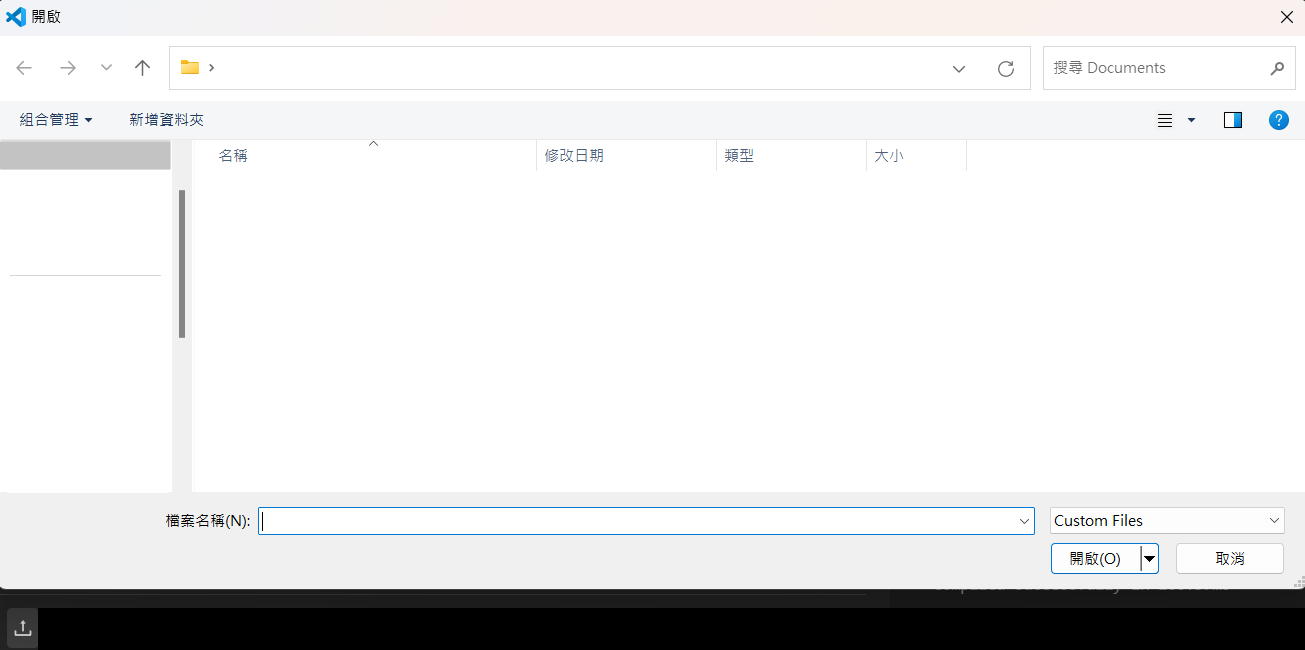 開啟
搜尋 Documents
組合管理 新增資料夾
名稱 修改日期 類型 大小
檔案名稱(N): Custom Files
開啟(O) 取消